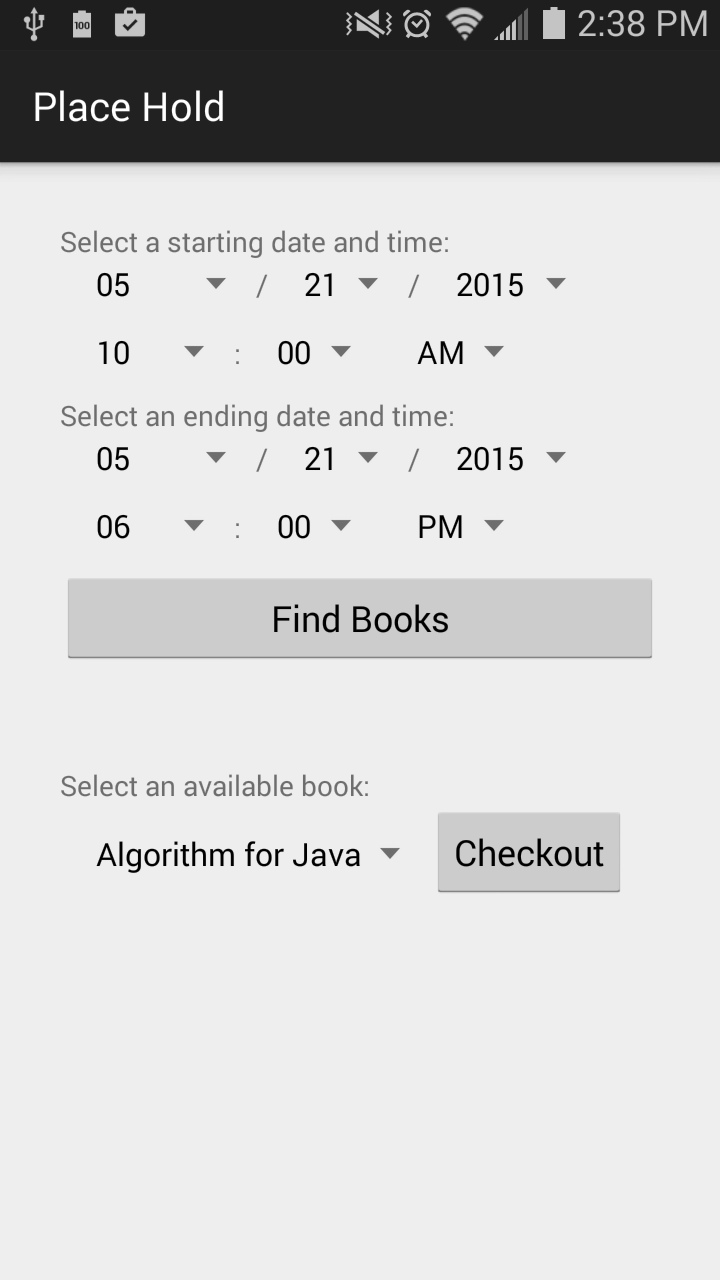 100 2:38 PM
Place Hold
Select a starting date and time:
05 / 21 / 2015
10 : 00 AM
Select an ending date and time:
05 / 21 / 2015
06 : 00 PM
Find Books
Select an available book:
Algorithm for Java Checkout